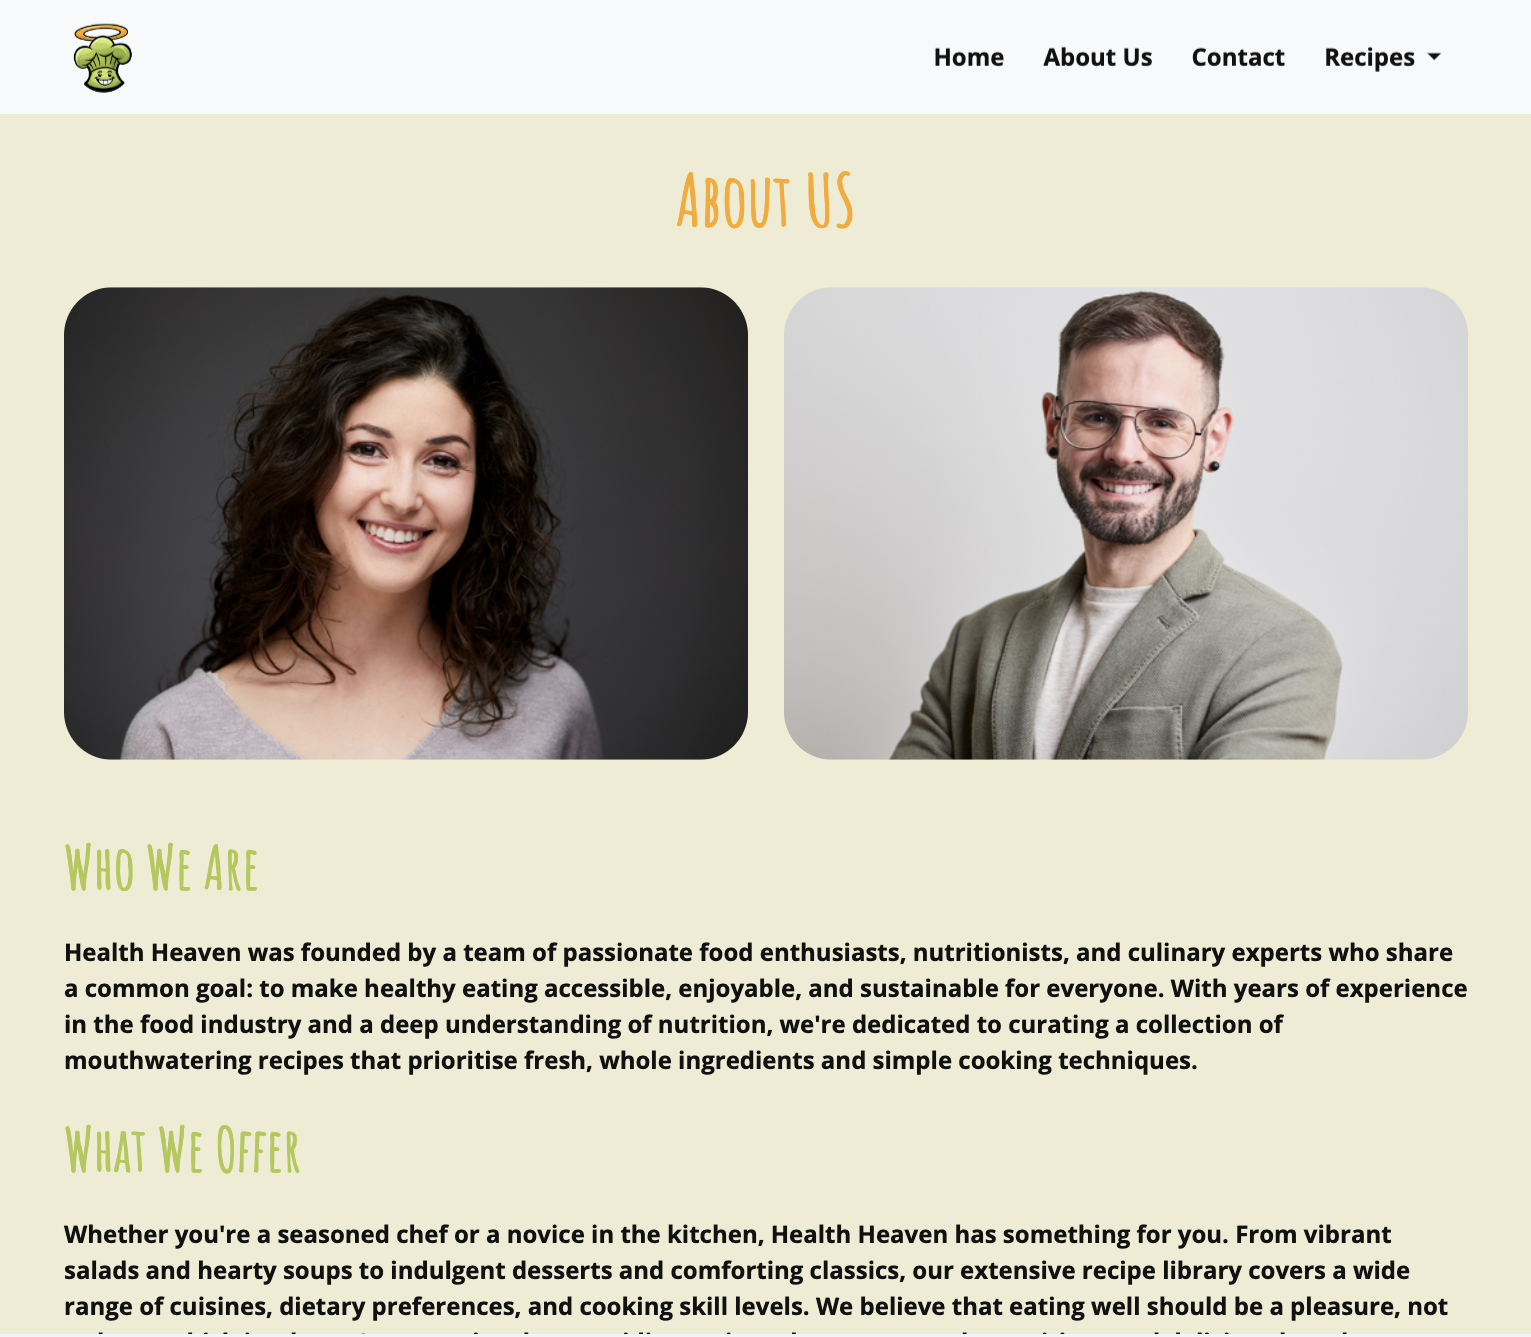 Home About Us Contact Recipes
About US
Who We Are
Health Heaven was founded by a team of passionate food enthusiasts, nutritionists, and culinary experts who share
a common goal: to make healthy eating accessible, enjoyable, and sustainable for everyone. With years of experience
in the food industry and a deep understanding of nutrition, we're dedicated to curating a collection of
mouthwatering recipes that prioritise fresh, whole ingredients and simple cooking techniques.
What We Offer
Whether you're a seasoned chef or a novice in the kitchen, Health Heaven has something for you. From vibrant
salads and hearty soups to indulgent desserts and comforting classics, our extensive recipe library covers a wide
range of cuisines, dietary preferences, and cooking skill levels. We believe that eating well should be a pleasure, not